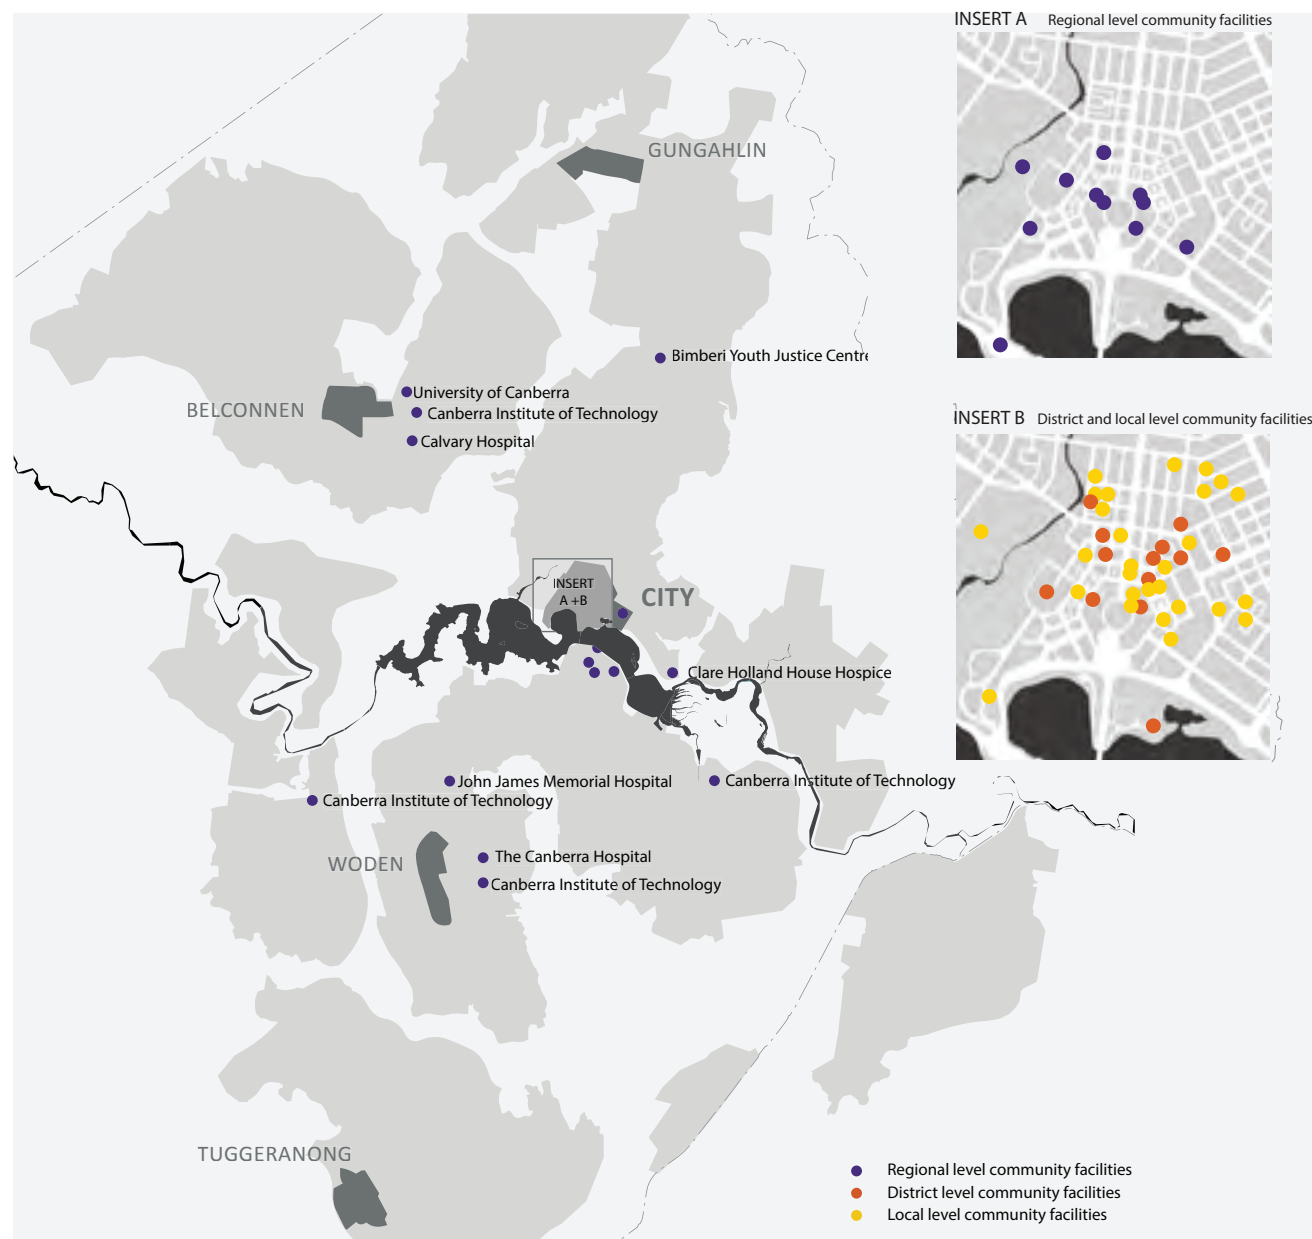 INSERT A Regional level community facilities
GUNGAHLIN
Bimberi Youth Justice Centre
University of Canberra
BELCONNEN
Canberra Institute of Technology
Calvary Hospital
INSERT B District and local level community facilities
INSERT
A +B
CITY
Clare Holland House Hospice
John James Memorial Hospital
Canberra Institute of Technology
Canberra Institute of Technology
The Canberra Hospital
WODEN
Canberra Institute of Technology
TUGGERANONG
Regional level community facilities
District level community facilities
Local level community facilities